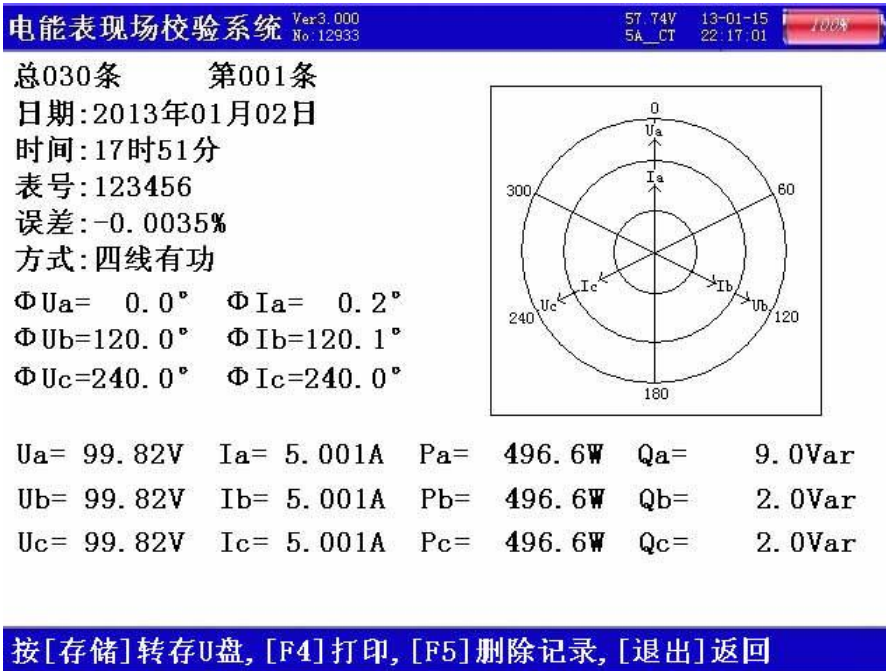 电能表现场校验系统 Ver3.000 No:12933 57.74V 5A__CT 13-01-15 22:17:01 100%
总030条 第001条
日期:2013年01月02日
时间:17时51分
表号:123456
误差:-0.0035%
方式:四线有功
ΦUa= 0.0° ΦIa= 0.2°
ΦUb=120.0° ΦIb=120.1°
ΦUc=240.0° ΦIc=240.0°
0
Ua
Ia
300
60
Ic
Ib
Uc
Ub
240
120
180
Ua= 99.82V Ia= 5.001A Pa= 496.6W Qa= 9.0Var
Ub= 99.82V Ib= 5.001A Pb= 496.6W Qb= 2.0Var
Uc= 99.82V Ic= 5.001A Pc= 496.6W Qc= 2.0Var
按[存储]转存U盘,[F4]打印,[F5]删除记录,[退出]返回